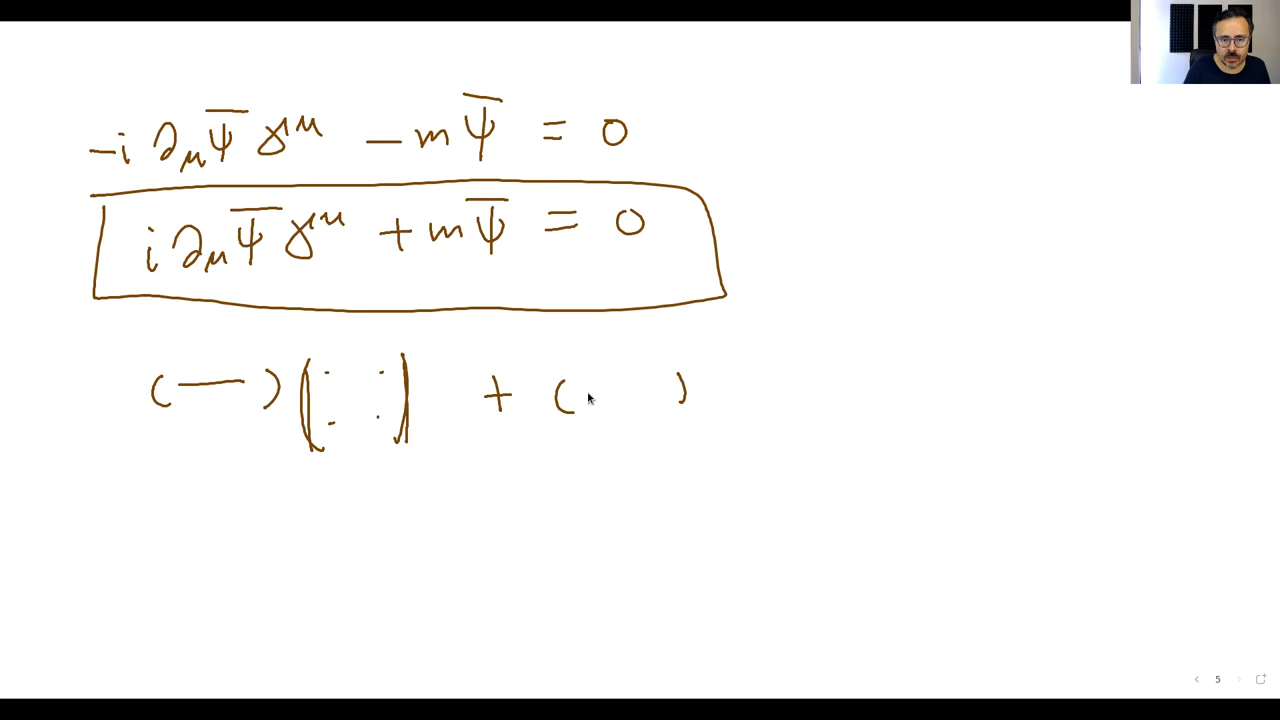 −i ∂_μ ψ̅ γ^μ − m ψ̅ = 0
i ∂_μ ψ̅ γ^μ + m ψ̅ = 0
( — ) ( : : ) + ( )
5